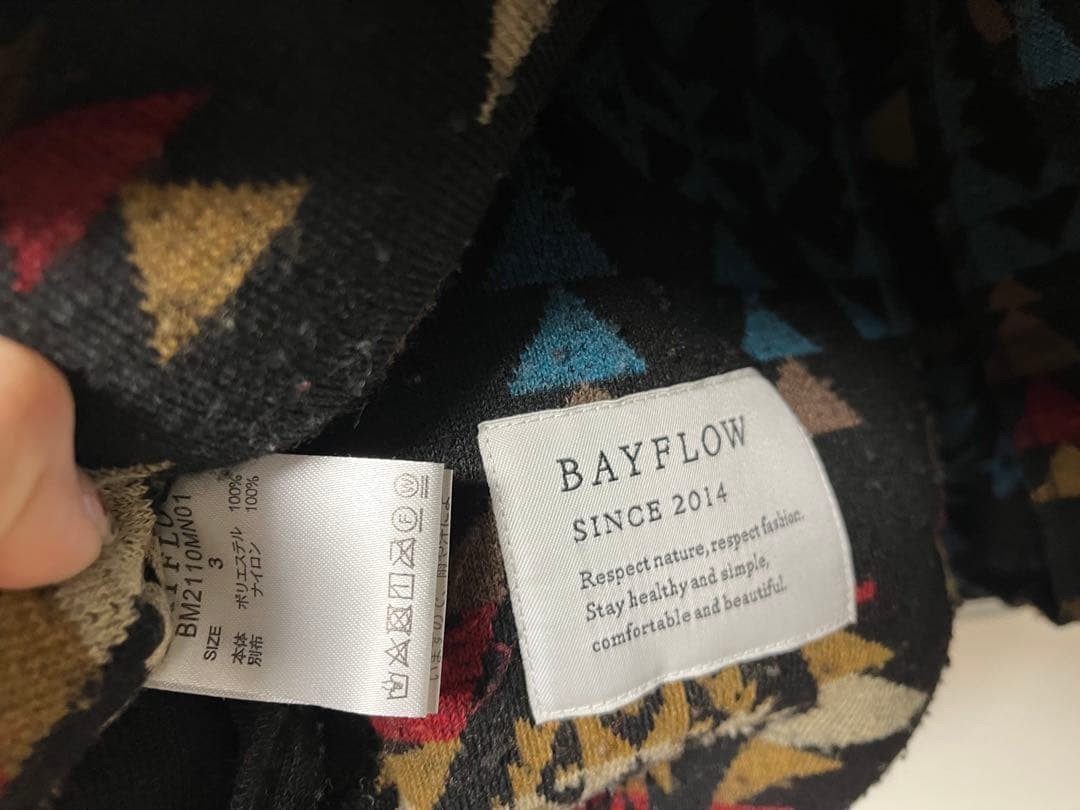 BAYFLOW
SINCE 2014
Respect nature, respect fashion.
Stay healthy and simple,
comfortable and beautiful.
BM2110MN01
SIZE 3
本体 ポリエステル 100%
別布 ナイロン 100%